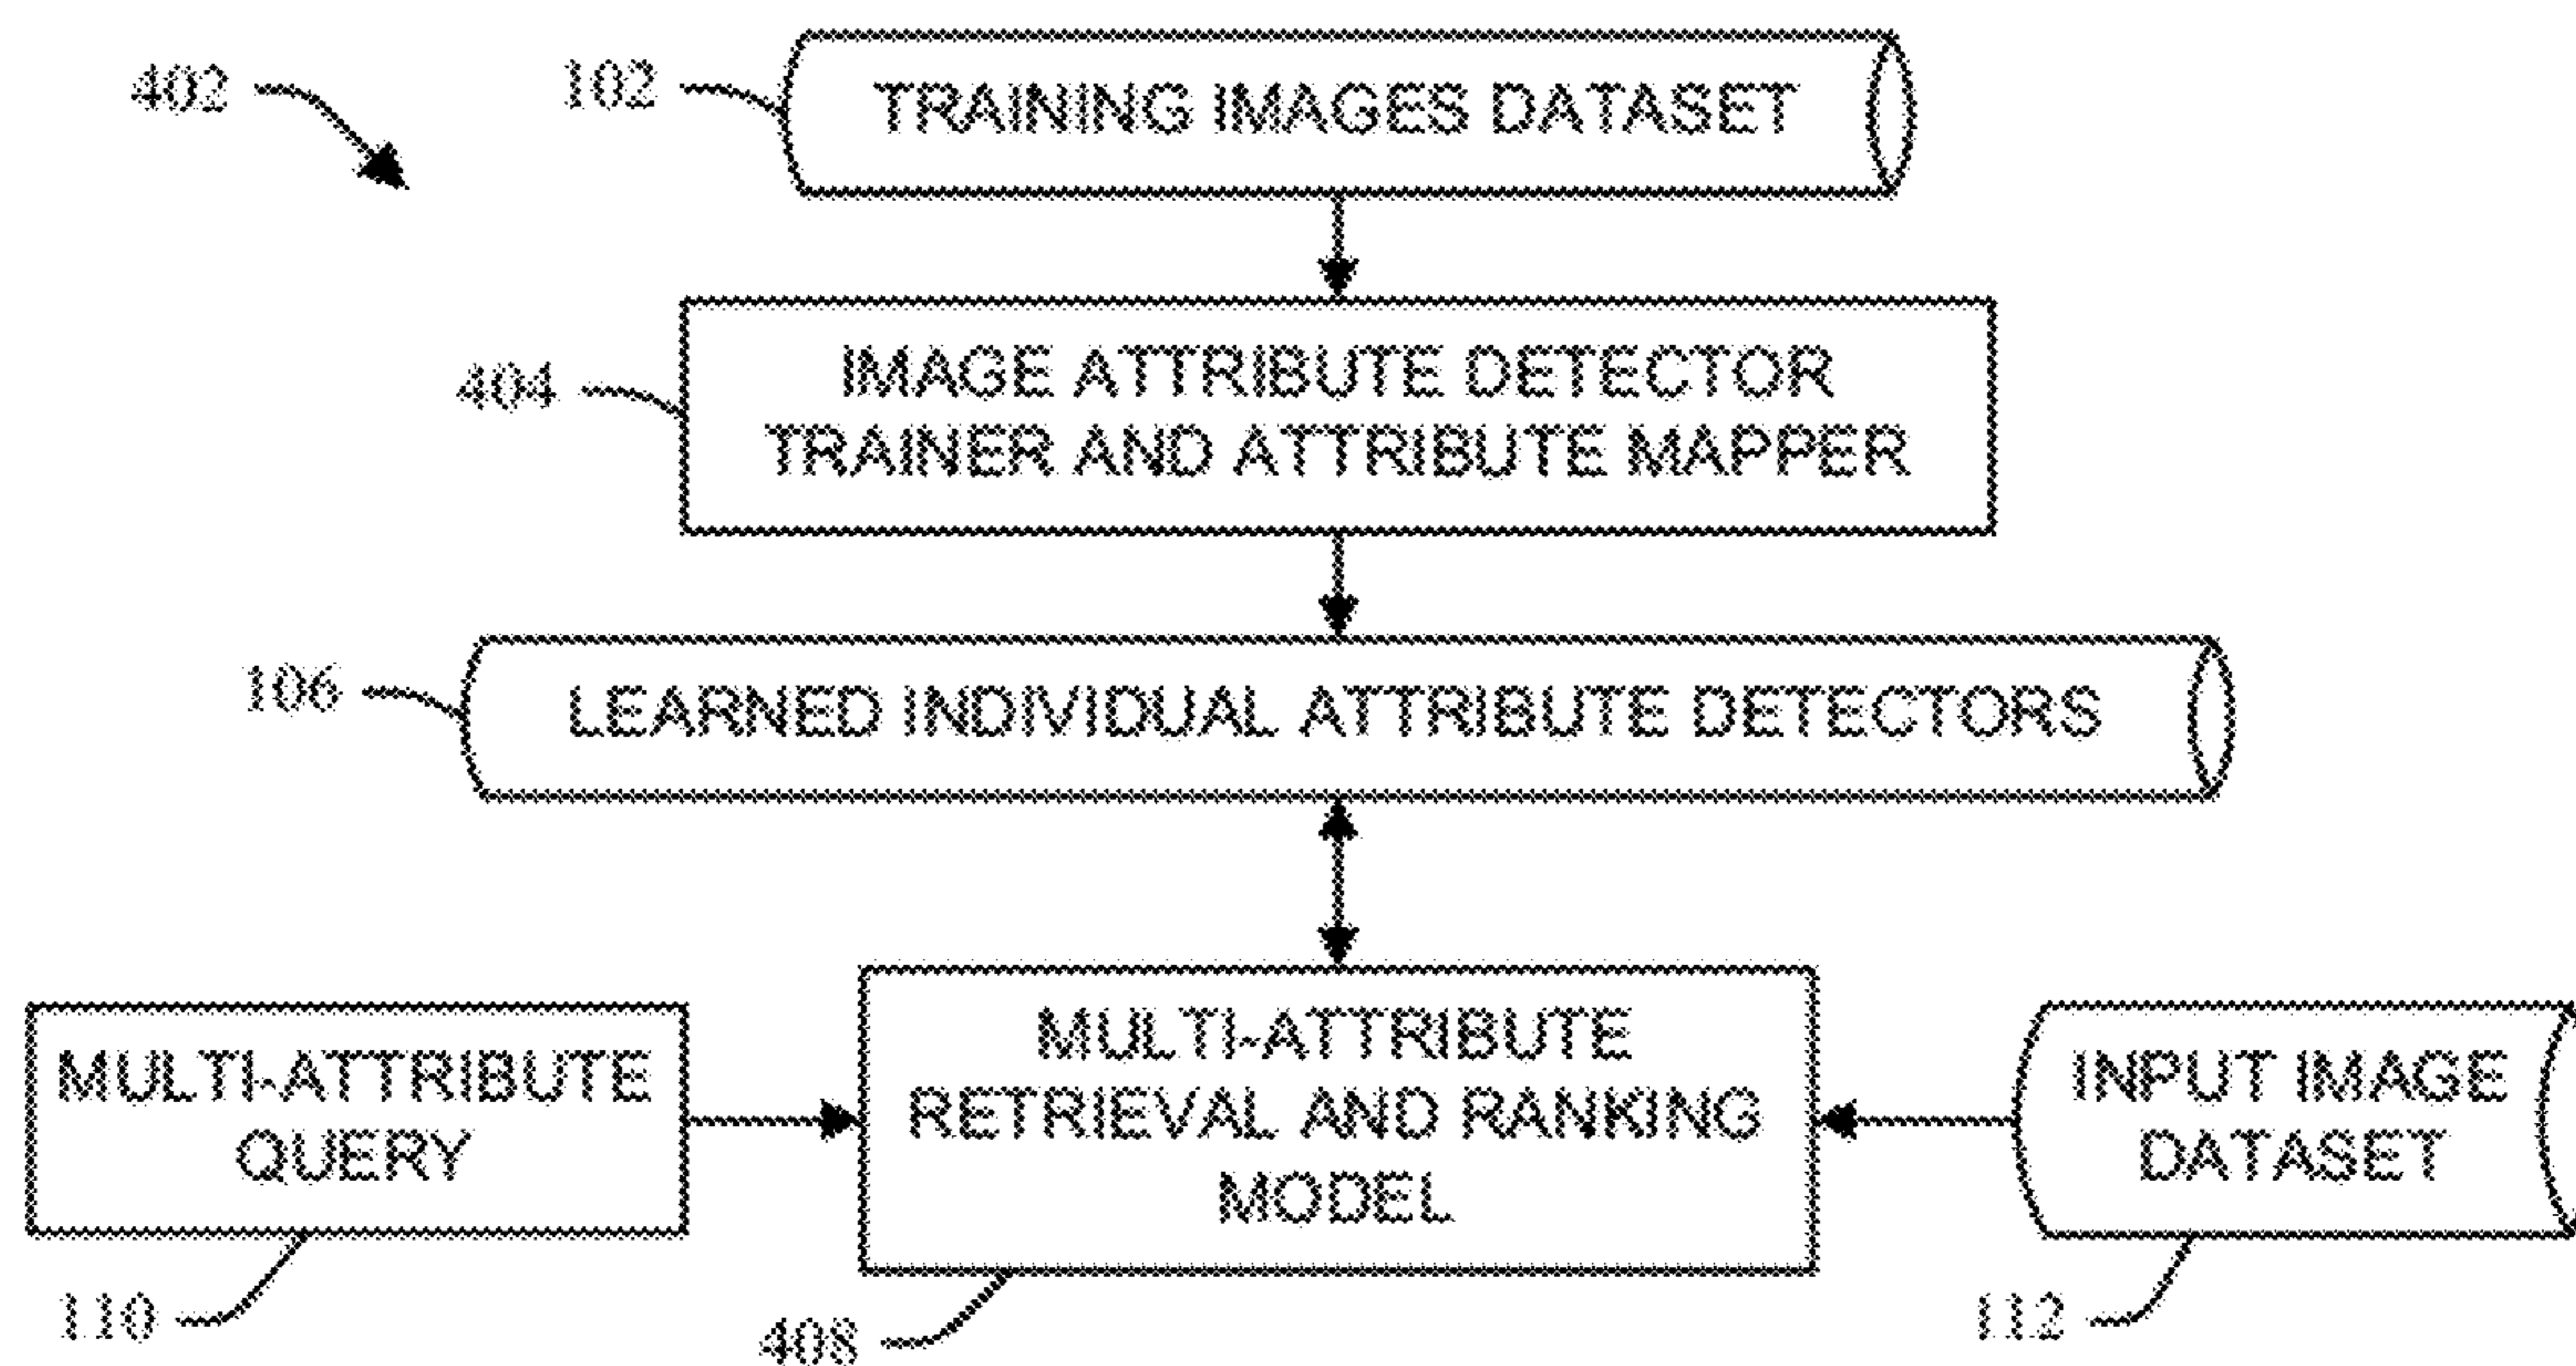 402
102
TRAINING IMAGES DATASET
404
IMAGE ATTRIBUTE DETECTOR
TRAINER AND ATTRIBUTE MAPPER
106
LEARNED INDIVIDUAL ATTRIBUTE DETECTORS
MULTI-ATTRIBUTE
QUERY
MULTI-ATTRIBUTE
RETRIEVAL AND RANKING
MODEL
INPUT IMAGE
DATASET
110
408
112